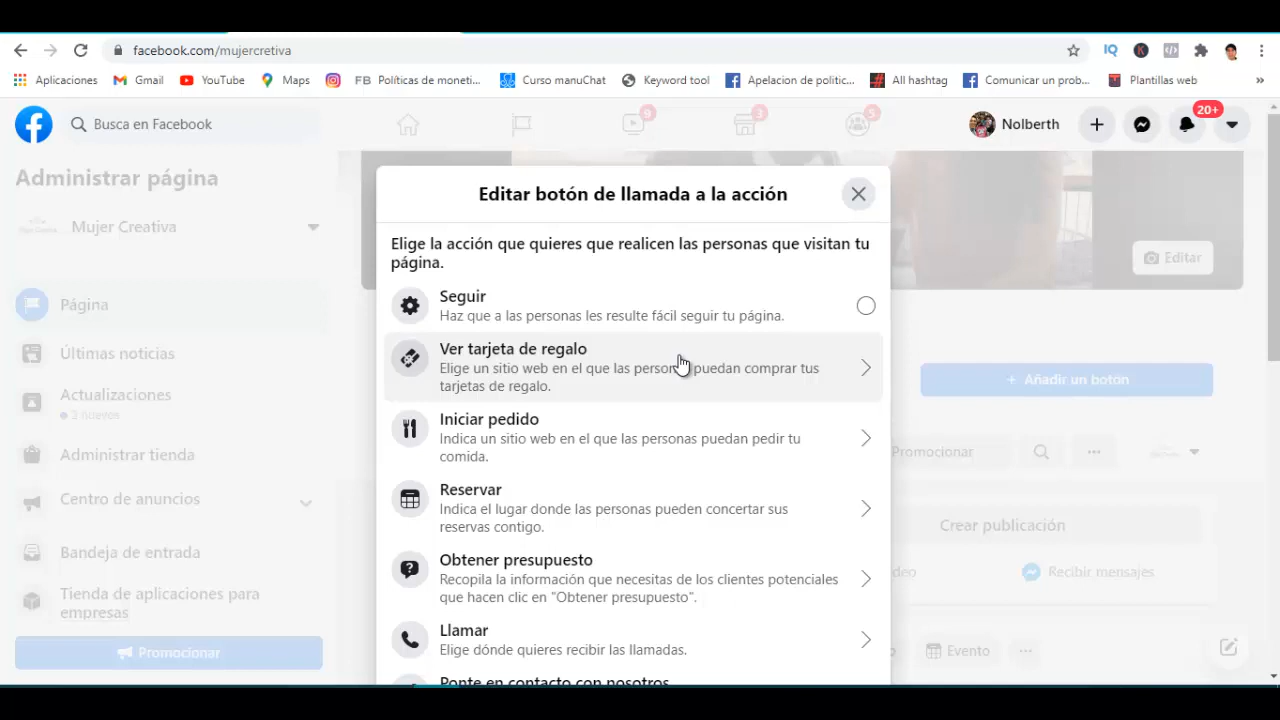 facebook.com/mujercretiva
Aplicaciones Gmail YouTube Maps FB Políticas de moneti... Curso manuChat Keyword tool Apelacion de politic... All hashtag Comunicar un prob... Plantillas web »
Busca en Facebook 9 3 5 Nolberth 20+
Administrar página
Mujer Creativa
Página
Últimas noticias
Actualizaciones
2 nuevos
Administrar tienda
Centro de anuncios
Bandeja de entrada
Tienda de aplicaciones para
empresas
Promocionar
Editar botón de llamada a la acción
Elige la acción que quieres que realicen las personas que visitan tu
página.
Seguir
Haz que a las personas les resulte fácil seguir tu página.
Ver tarjeta de regalo
Elige un sitio web en el que las person puedan comprar tus
tarjetas de regalo.
Iniciar pedido
Indica un sitio web en el que las personas puedan pedir tu
comida.
Reservar
Indica el lugar donde las personas pueden concertar sus
reservas contigo.
Obtener presupuesto
Recopila la información que necesitas de los clientes potenciales
que hacen clic en "Obtener presupuesto".
Llamar
Elige dónde quieres recibir las llamadas.
Ponte en contacto con nosotros
Editar
+ Añadir un botón
Promocionar
Crear publicación
deo Recibir mensajes
Evento